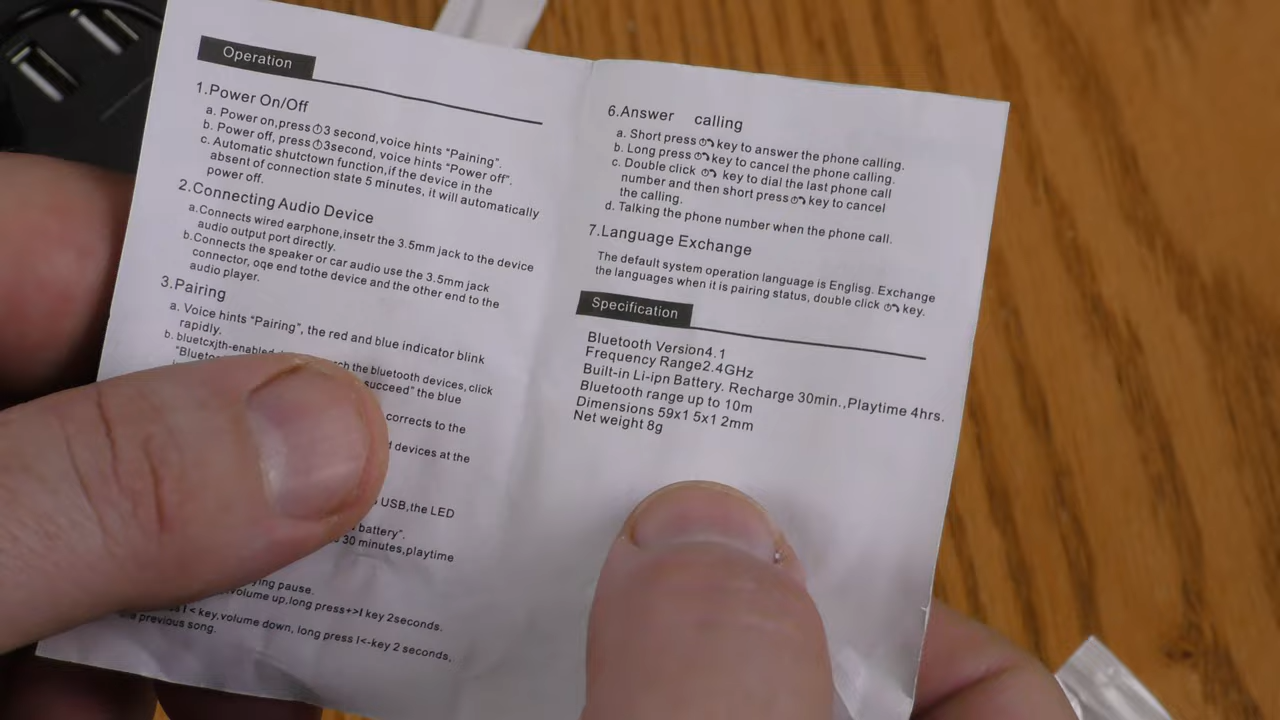 Operation
1.Power On/Off
a. Power on,press 3 second,voice hints "Paining".
b. Power off, press 3second, voice hints "Power off".
c. Automatic shutctown function,if the device in the
absent of connection state 5 minutes, it will automatically
power off.
2.Connecting Audio Device
a.Connects wired earphone,insetr the 3.5mm jack to the device
audio output port directly.
b.Connects the speaker or car audio use the 3.5mm jack
connector, oqe end tothe device and the other end to the
audio player.
3.Pairing
a. Voice hints "Pairing", the red and blue indicator blink
rapidly.
b. bluetcxjth-enabled the bluetooth devices, click
succeed" the blue
corrects to the
devices at the
USB,the LED
battery".
30 minutes,playtime
pause.
volume up,long press+>I key 2seconds.
I< key,volume down, long press I<-key 2 seconds,
previous song.
6.Answer calling
a. Short press key to answer the phone calling.
b. Long press key to cancel the phone calling.
c. Double click key to dial the last phone call
number and then short press key to cancel
the calling.
d. Talking the phone number when the phone call.
7.Language Exchange
The default system operation language is Englisg. Exchange
the languages when it is pairing status, double click key.
Specification
Bluetooth Version4.1
Frequency Range2.4GHz
Built-in Li-ipn Battery. Recharge 30min.,Playtime 4hrs.
Bluetooth range up to 10m
Dimensions 59x1 5x1 2mm
Net weight 8g